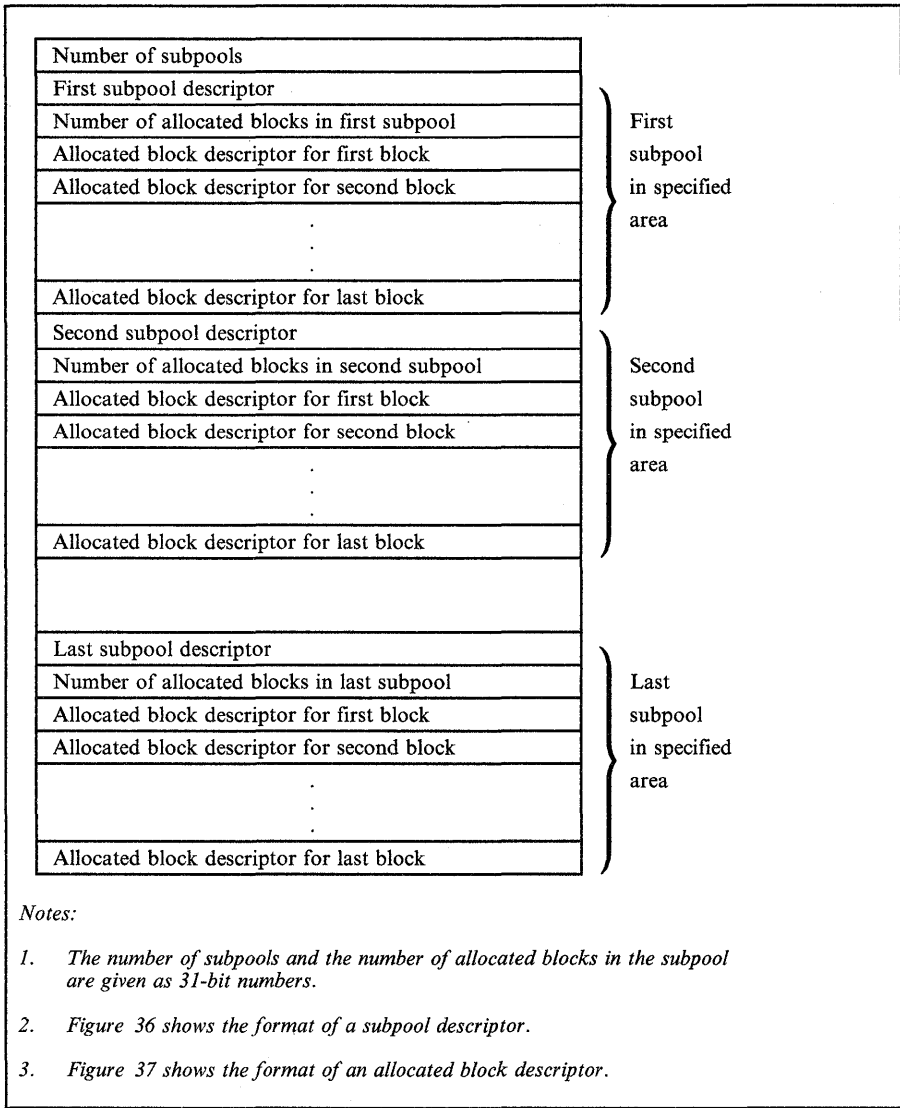 Number of subpools
First subpool descriptor
Number of allocated blocks in first subpool
Allocated block descriptor for first block
Allocated block descriptor for second block
.
.
.
Allocated block descriptor for last block
First
subpool
in specified
area
Second subpool descriptor
Number of allocated blocks in second subpool
Allocated block descriptor for first block
Allocated block descriptor for second block
.
.
.
Allocated block descriptor for last block
Second
subpool
in specified
area
Last subpool descriptor
Number of allocated blocks in last subpool
Allocated block descriptor for first block
Allocated block descriptor for second block
.
.
.
Allocated block descriptor for last block
Last
subpool
in specified
area
Notes:
1. The number of subpools and the number of allocated blocks in the subpool
are given as 31-bit numbers.
2. Figure 36 shows the format of a subpool descriptor.
3. Figure 37 shows the format of an allocated block descriptor.